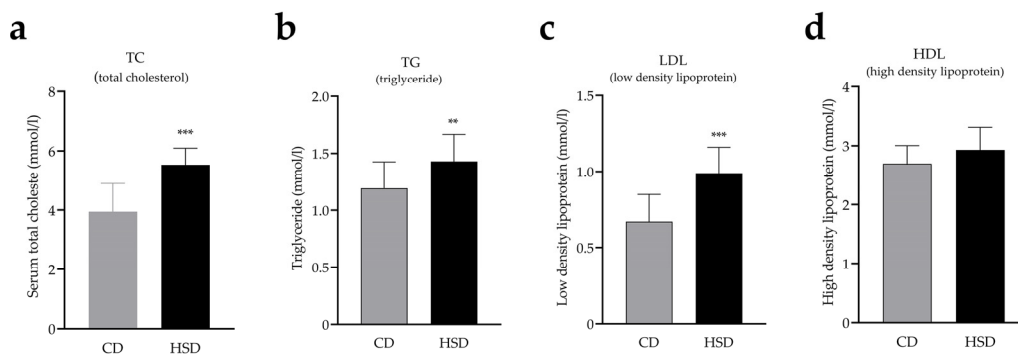 a
TC
(total cholesterol)
Serum total choleste (mmol/l)
8
6
4
2
0
***
CD
HSD
b
TG
(triglyceride)
Triglyceride (mmol/l)
2.0
1.5
1.0
0.5
0
**
CD
HSD
c
LDL
(low density lipoprotein)
Low density lipoprotein (mmol/l)
1.5
1.0
0.5
0
***
CD
HSD
d
HDL
(high density lipoprotein)
High density lipoprotein (mmol/l)
4
3
2
1
0
CD
HSD